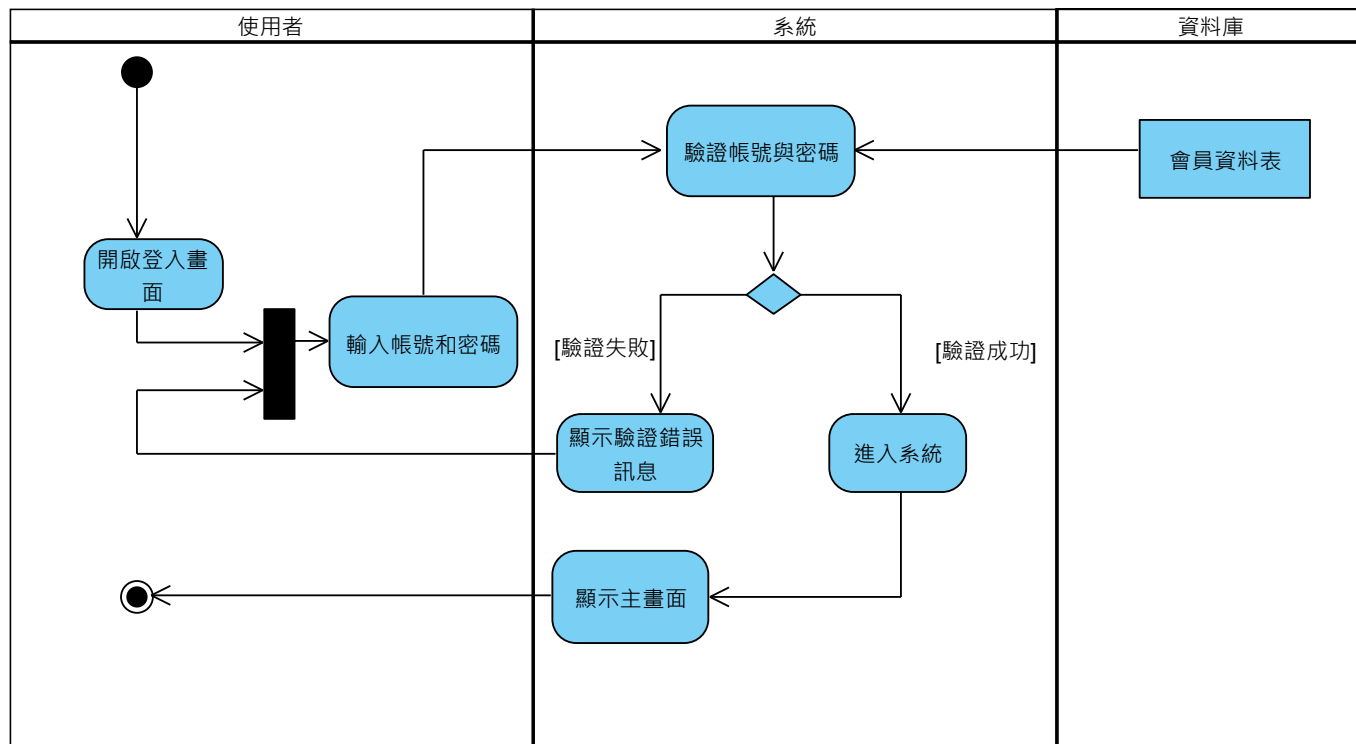 使用者
系統
資料庫
驗證帳號與密碼
會員資料表
開啟登入畫
面
輸入帳號和密碼
[驗證失敗]
[驗證成功]
顯示驗證錯誤
訊息
進入系統
顯示主畫面